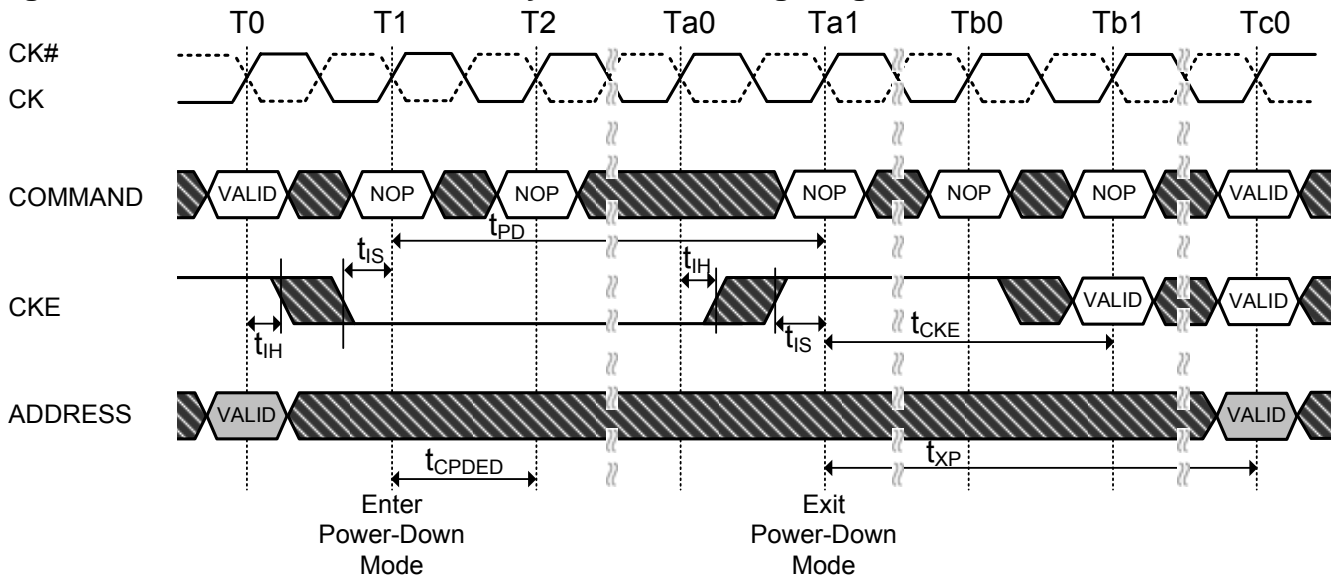 T0 T1 T2 Ta0 Ta1 Tb0 Tb1 Tc0
CK#
CK
COMMAND VALID NOP NOP NOP NOP NOP VALID
tPD
tIS tIH
CKE VALID VALID
tIH tIS tCKE
ADDRESS VALID VALID
tCPDED tXP
Enter
Power-Down
Mode
Exit
Power-Down
Mode